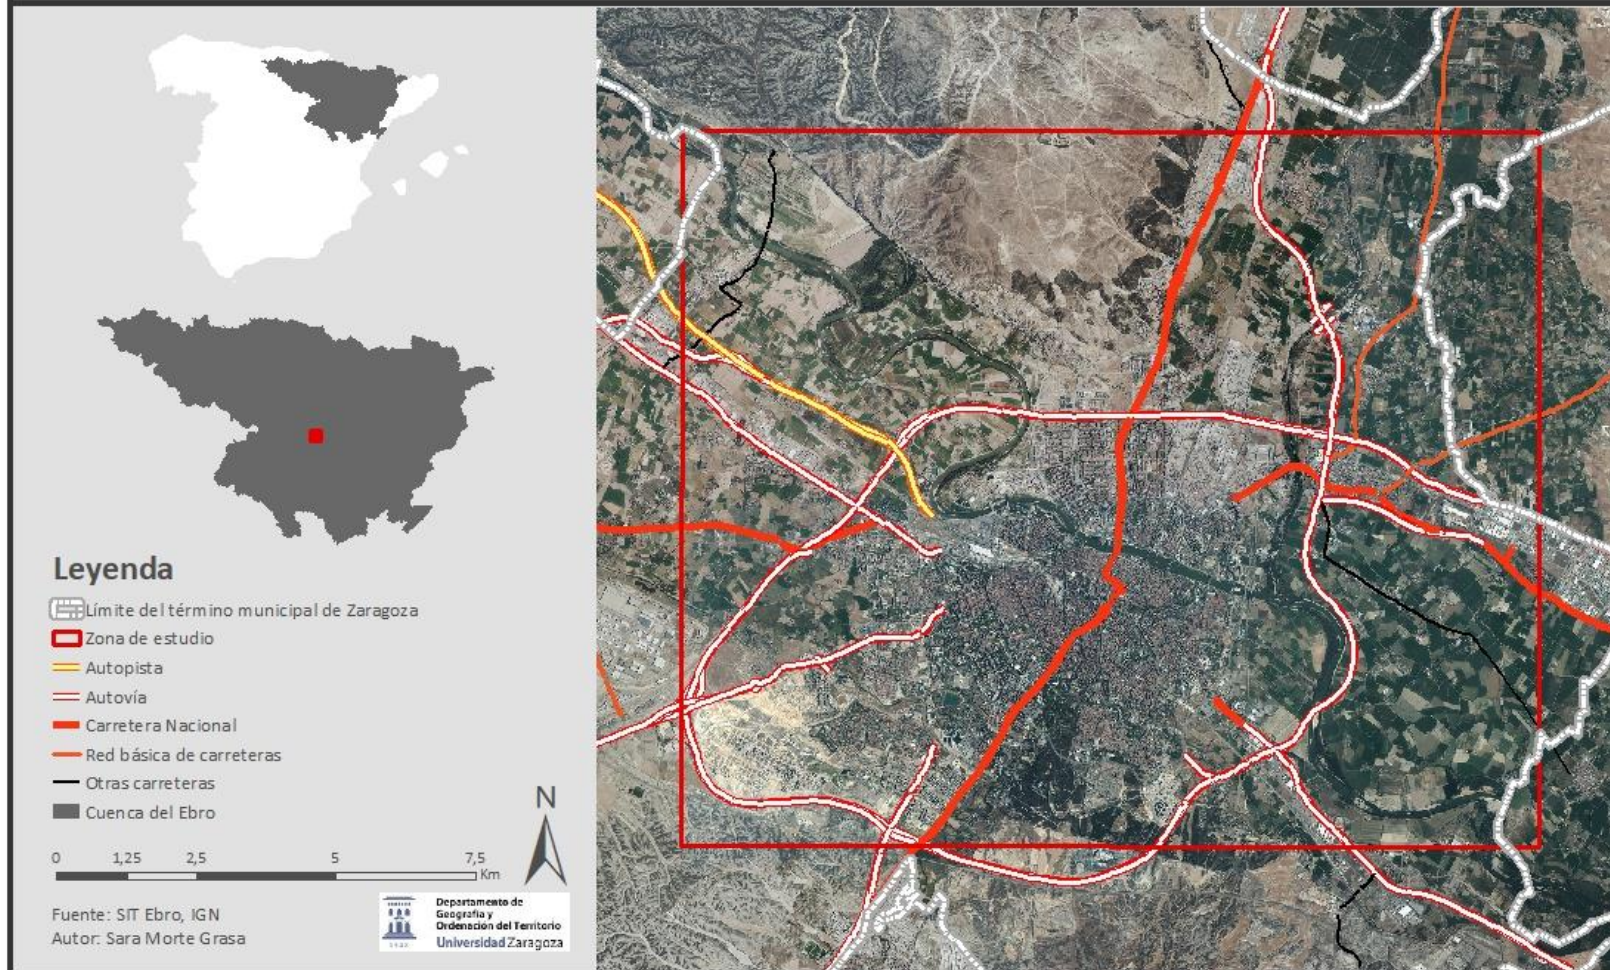 Leyenda
Límite del término municipal de Zaragoza
Zona de estudio
Autopista
Autovía
Carretera Nacional
Red básica de carreteras
Otras carreteras
Cuenca del Ebro
N
0 1,25 2,5 5 7,5
Km
Fuente: SIT Ebro, IGN
Autor: Sara Morte Grasa
Departamento de
Geografía y
Ordenación del Territorio
Universidad Zaragoza